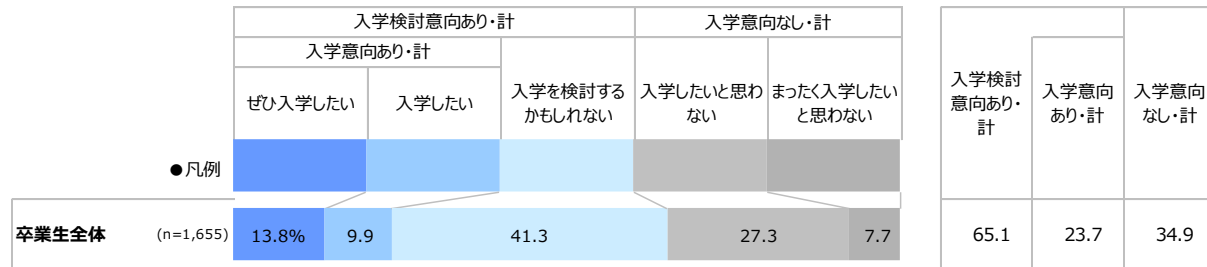 入学検討意向あり・計
入学意向なし・計
入学意向あり・計
ぜひ入学したい
入学したい
入学を検討する
かもしれない
入学したいと思わ
ない
まったく入学したい
と思わない
入学検討
意向あり・
計
入学意向
あり・計
入学意向
なし・計
●凡例
卒業生全体 (n=1,655) 13.8% 9.9 41.3 27.3 7.7 65.1 23.7 34.9